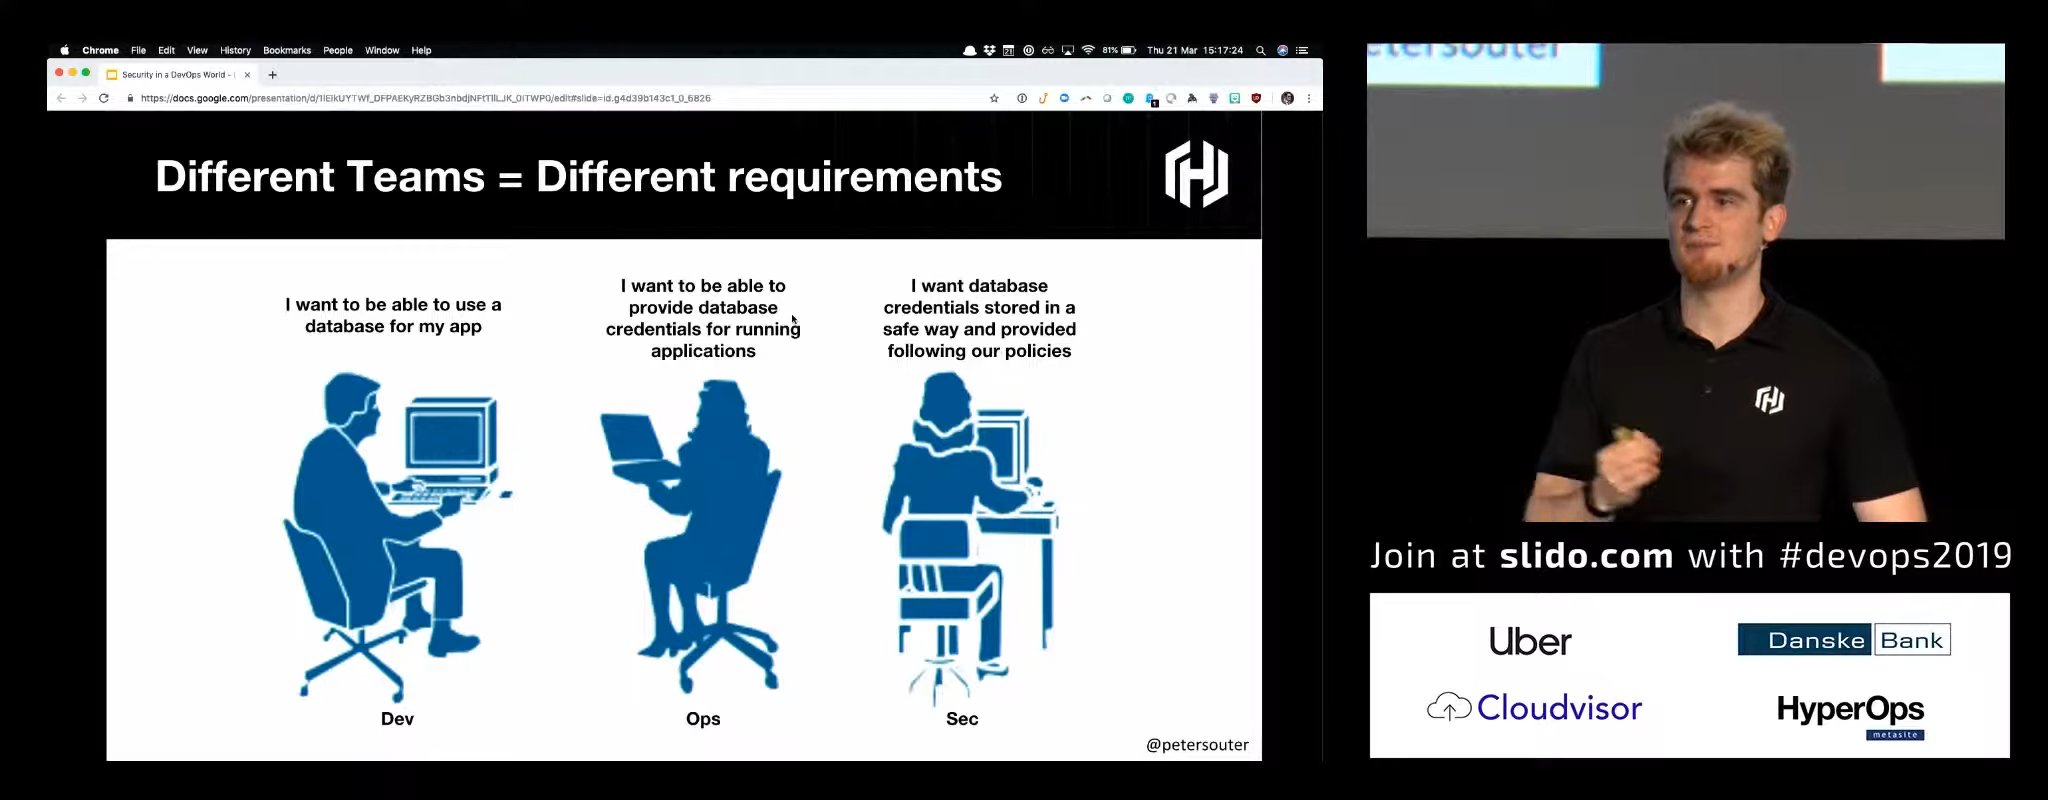 Chrome File Edit View History Bookmarks People Window Help
81% Thu 21 Mar 15:17:24
Security in a DevOps World -
Different Teams = Different requirements
I want to be able to use a
database for my app
I want to be able to
provide database
credentials for running
applications
I want database
credentials stored in a
safe way and provided
following our policies
Dev
Ops
Sec
@petersouter
petersouter
Join at slido.com with #devops2019
Uber
Danske Bank
Cloudvisor
HyperOps
metasite